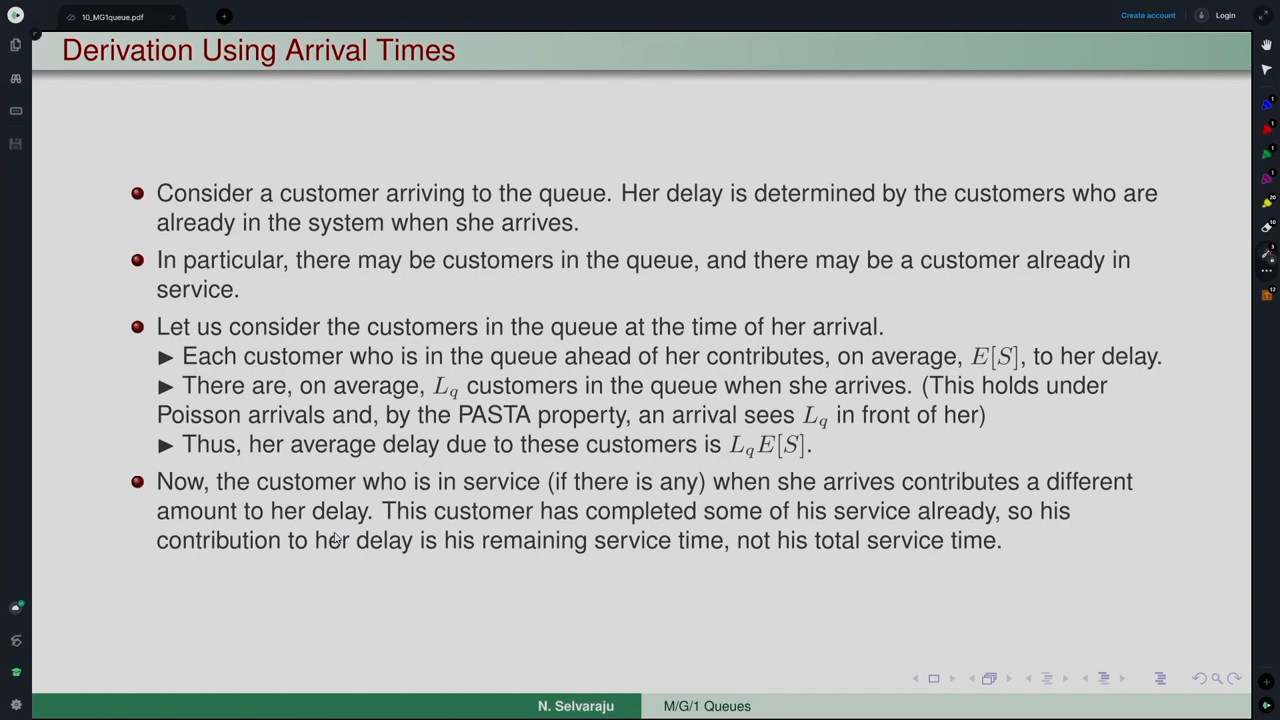 10_MG1queue.pdf
Create account
Login
Derivation Using Arrival Times
Consider a customer arriving to the queue. Her delay is determined by the customers who are
already in the system when she arrives.
In particular, there may be customers in the queue, and there may be a customer already in
service.
Let us consider the customers in the queue at the time of her arrival.
▶ Each customer who is in the queue ahead of her contributes, on average, E[S], to her delay.
▶ There are, on average, L_q customers in the queue when she arrives. (This holds under
Poisson arrivals and, by the PASTA property, an arrival sees L_q in front of her)
▶ Thus, her average delay due to these customers is L_qE[S].
Now, the customer who is in service (if there is any) when she arrives contributes a different
amount to her delay. This customer has completed some of his service already, so his
contribution to her delay is his remaining service time, not his total service time.
N. Selvaraju
M/G/1 Queues